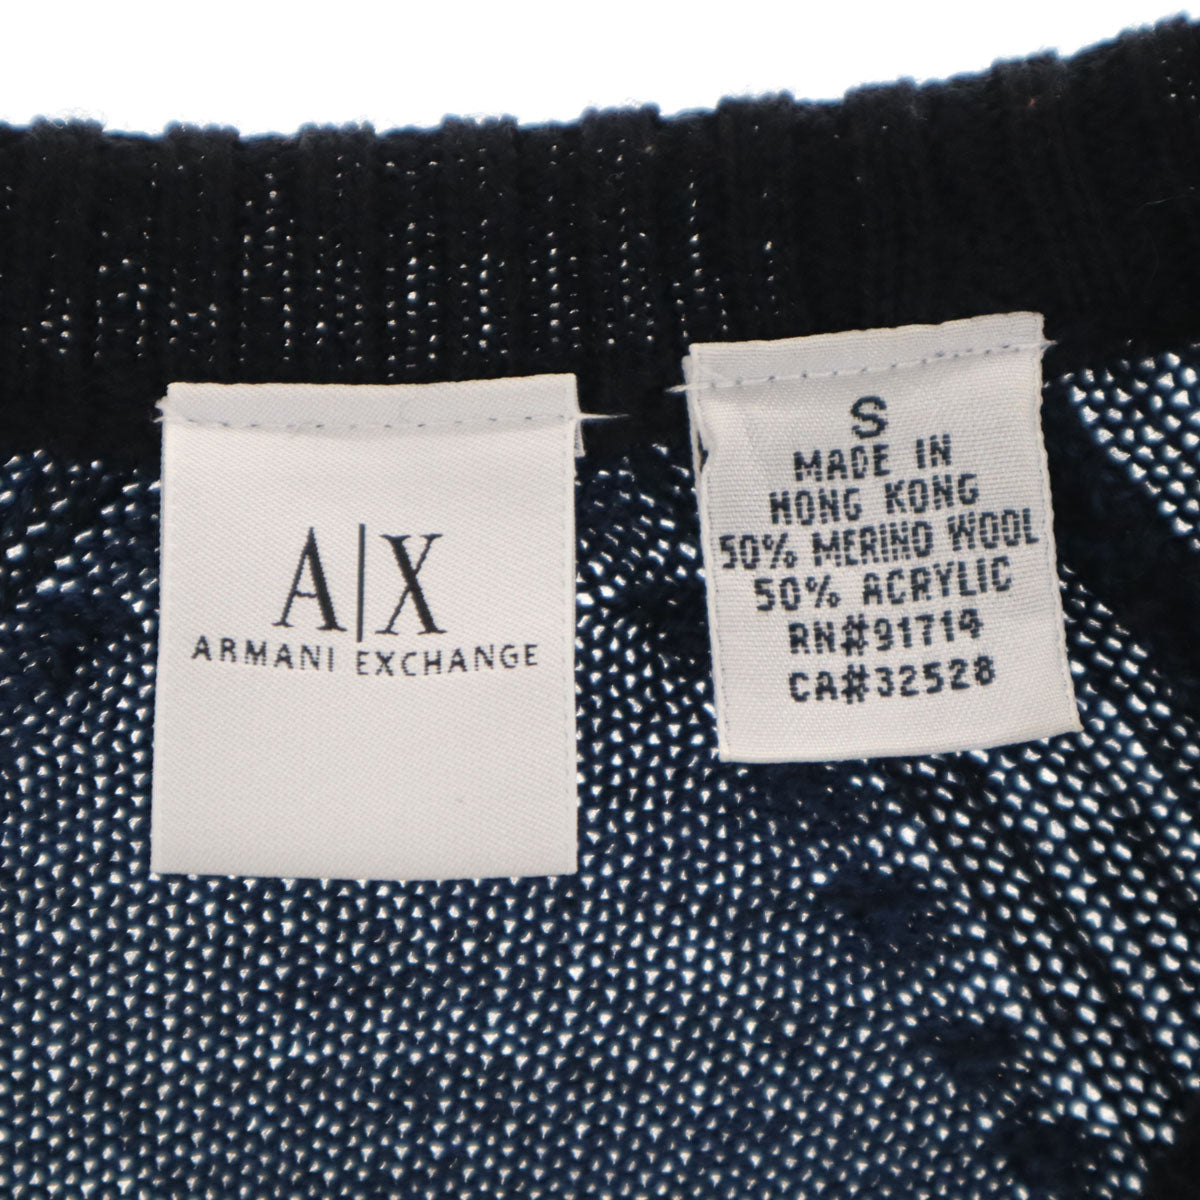 A|X
ARMANI EXCHANGE
S
MADE IN
HONG KONG
50% MERINO WOOL
50% ACRYLIC
RN#91714
CA#32528